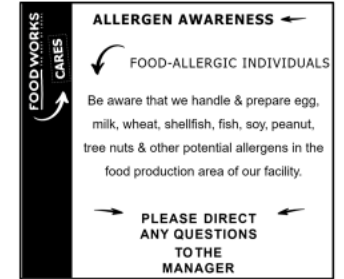 FOOD WORKS
CARES
ALLERGEN AWARENESS
FOOD-ALLERGIC INDIVIDUALS
Be aware that we handle & prepare egg,
milk, wheat, shellfish, fish, soy, peanut,
tree nuts & other potential allergens in the
food production area of our facility.
PLEASE DIRECT
ANY QUESTIONS
TO THE
MANAGER